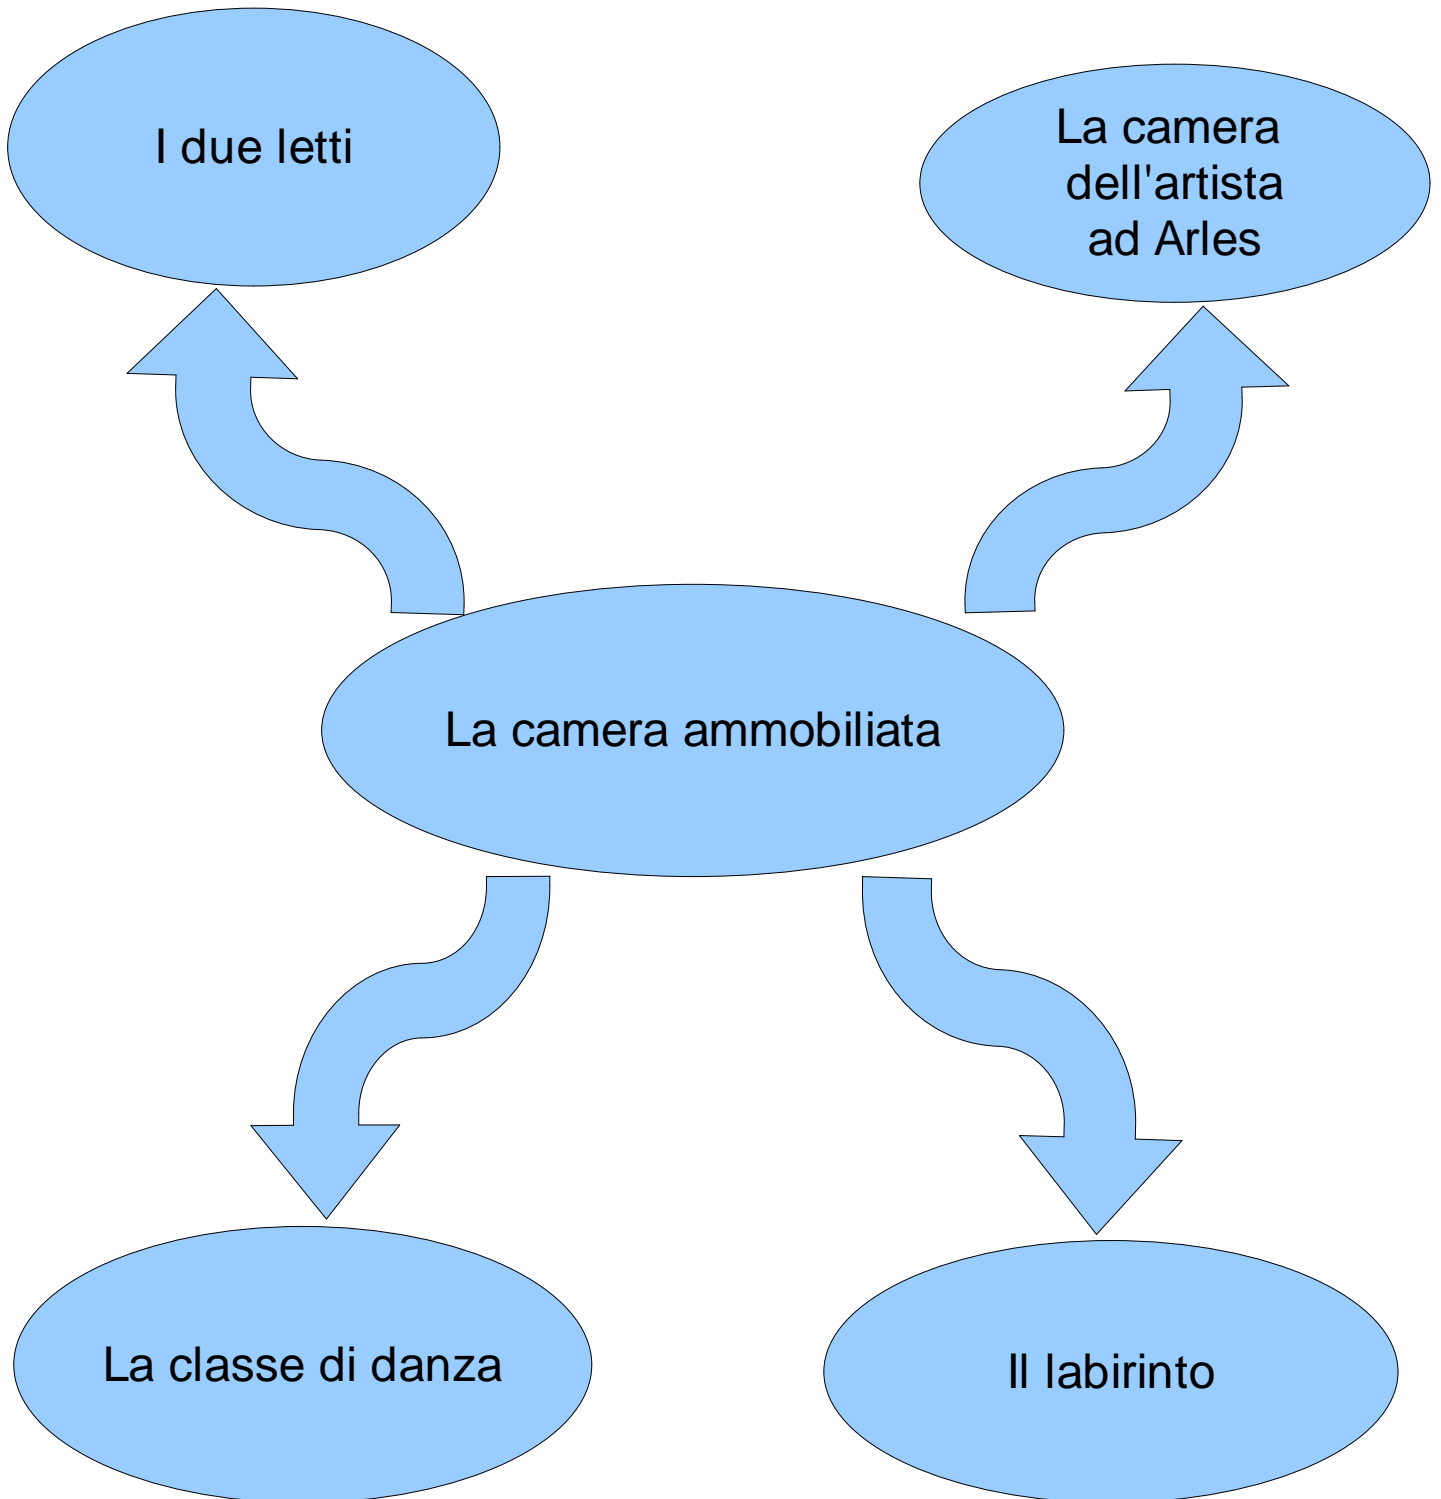 I due letti
La camera
dell'artista
ad Arles
La camera ammobiliata
La classe di danza
Il labirinto